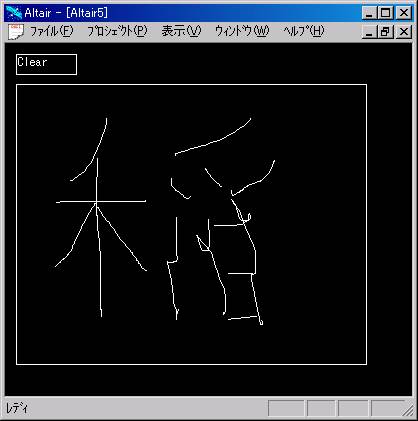 Altair - [Altair5]
ﾌｧｲﾙ(F) ﾌﾟﾛｼﾞｪｸﾄ(P) 表示(V) ｳｨﾝﾄﾞｳ(W) ﾍﾙﾌﾟ(H)
Clear
稲
ﾚﾃﾞｨ